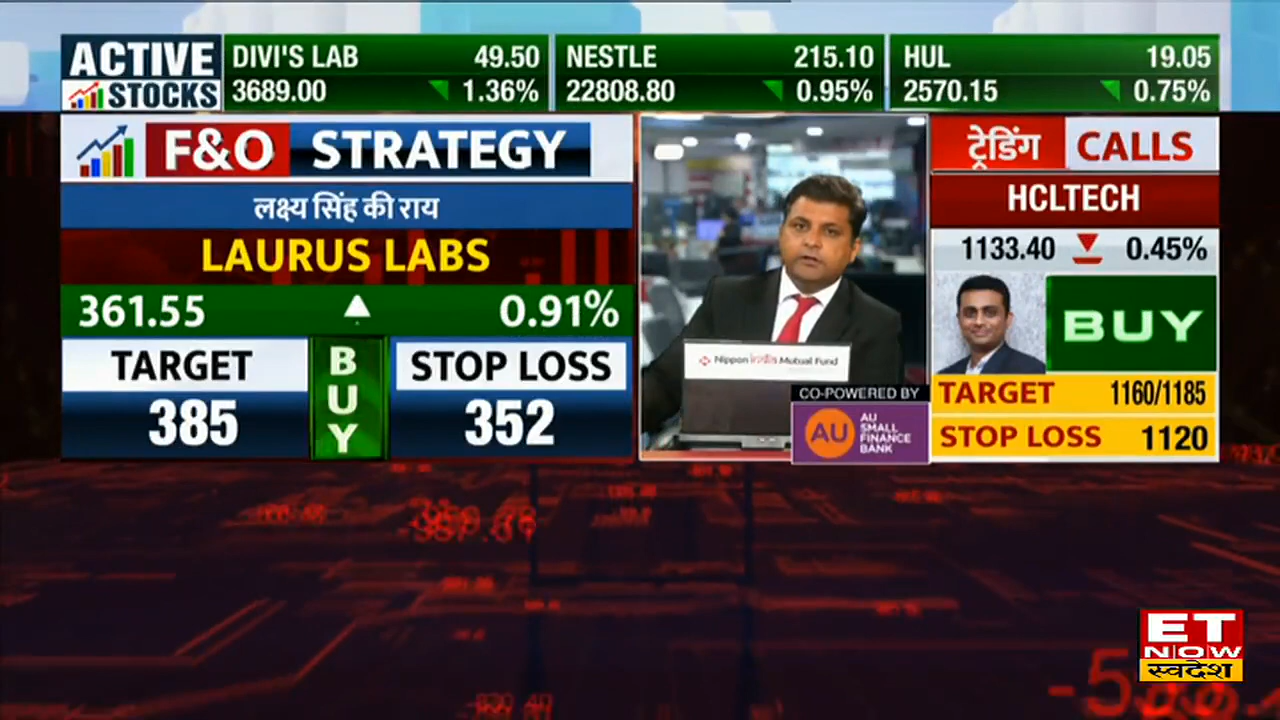 ACTIVE STOCKS
DIVI'S LAB 49.50
3689.00 1.36%
NESTLE 215.10
22808.80 0.95%
HUL 19.05
2570.15 0.75%
F&O STRATEGY
लक्ष्य सिंह की राय
LAURUS LABS
361.55 0.91%
TARGET
385
BUY
STOP LOSS
352
Nippon india Mutual Fund
CO-POWERED BY
AU
AU
SMALL
FINANCE
BANK
ट्रेडिंग CALLS
HCLTECH
1133.40 0.45%
BUY
TARGET 1160/1185
STOP LOSS 1120
ET
NOW
स्वदेश